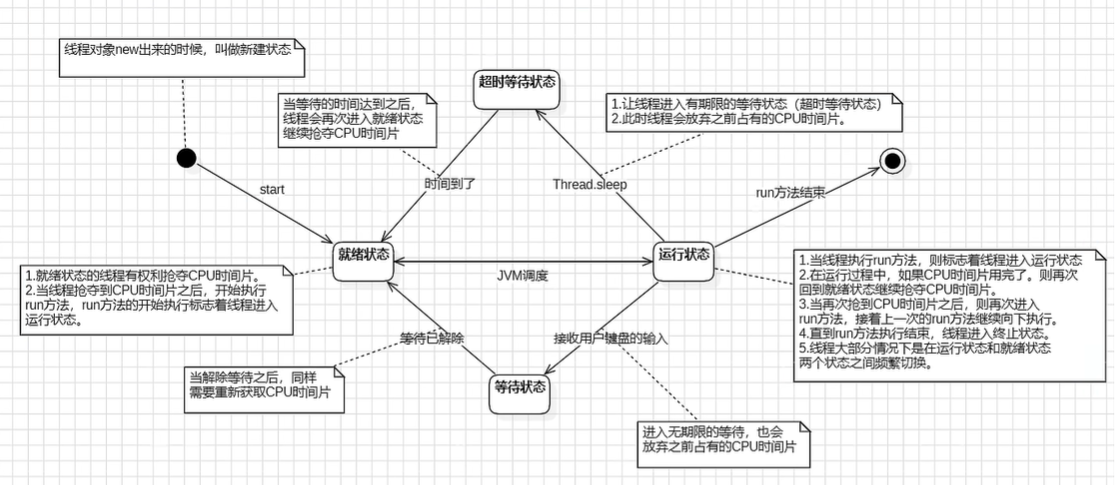 线程对象new出来的时候，叫做新建状态
超时等待状态
当等待的时间达到之后，
线程会再次进入就绪状态
继续抢夺CPU时间片
1.让线程进入有期限的等待状态（超时等待状态）
2.此时线程会放弃之前占有的CPU时间片。
start
时间到了
Thread.sleep
run方法结束
就绪状态
运行状态
JVM调度
1.就绪状态的线程有权利抢夺CPU时间片。
2.当线程抢夺到CPU时间片之后，开始执行
run方法，run方法的开始执行标志着线程进入
运行状态。
1.当线程执行run方法，则标志着线程进入运行状态
2.在运行过程中，如果CPU时间片用完了。则再次
回到就绪状态继续抢夺CPU时间片。
3.当再次抢到CPU时间片之后，则再次进入
run方法，接着上一次的run方法继续向下执行。
4.直到run方法执行结束，线程进入终止状态。
5.线程大部分情况下是在运行状态和就绪状态
两个状态之间频繁切换。
等待已解除
接收用户键盘的输入
等待状态
当解除等待之后，同样
需要重新获取CPU时间片
进入无期限的等待，也会
放弃之前占有的CPU时间片